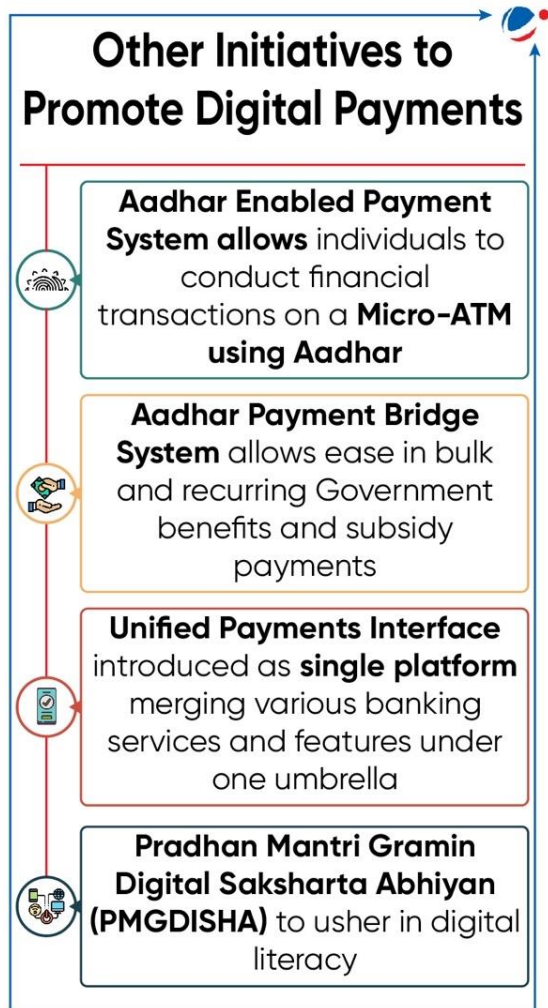 Other Initiatives to
Promote Digital Payments
Aadhar Enabled Payment
System allows individuals to
conduct financial
transactions on a Micro-ATM
using Aadhar
Aadhar Payment Bridge
System allows ease in bulk
and recurring Government
benefits and subsidy
payments
Unified Payments Interface
introduced as single platform
merging various banking
services and features under
one umbrella
Pradhan Mantri Gramin
Digital Saksharta Abhiyan
(PMGDISHA) to usher in digital
literacy